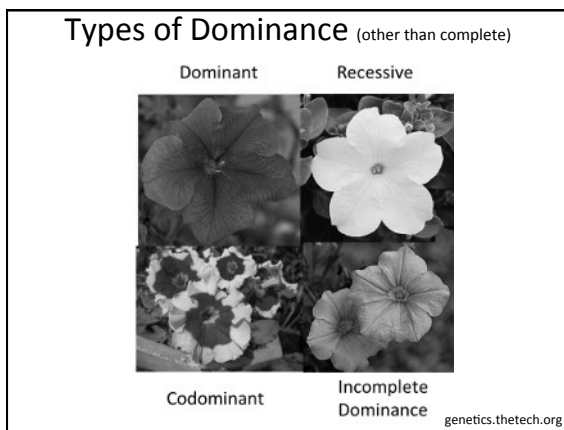 Types of Dominance (other than complete)
Dominant Recessive
Codominant Incomplete
Dominance
genetics.thetech.org